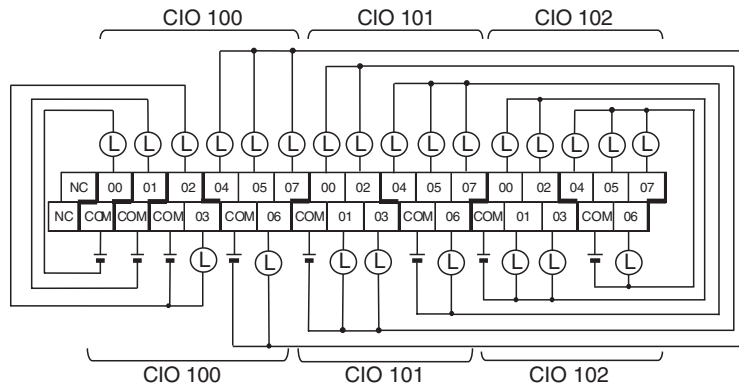 CIO 100 CIO 101 CIO 102
L L L L L L L L L L L L L L L L L
NC 00 01 02 04 05 07 00 02 04 05 07 00 02 04 05 07
NC COM COM COM 03 COM 06 COM 01 03 COM 06 COM 01 03 COM 06
L L L L L L L L
CIO 100 CIO 101 CIO 102